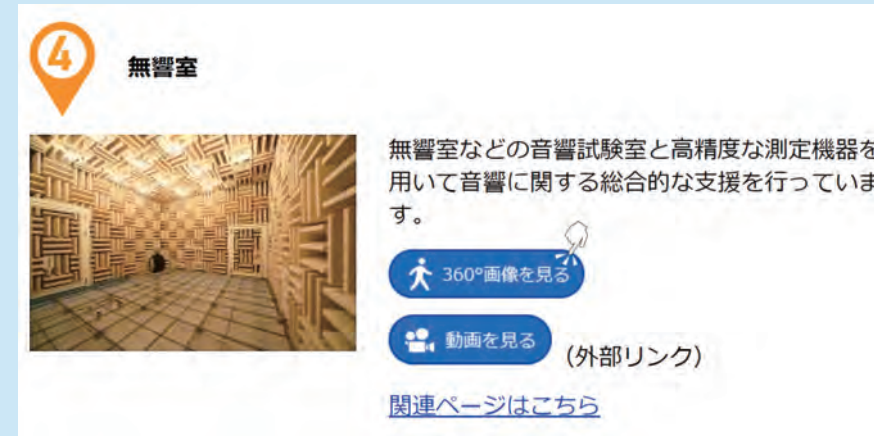 4
無響室
無響室などの音響試験室と高精度な測定機器を
用いて音響に関する総合的な支援を行っていま
す。
360°画像を見る
動画を見る
(外部リンク)
関連ページはこちら